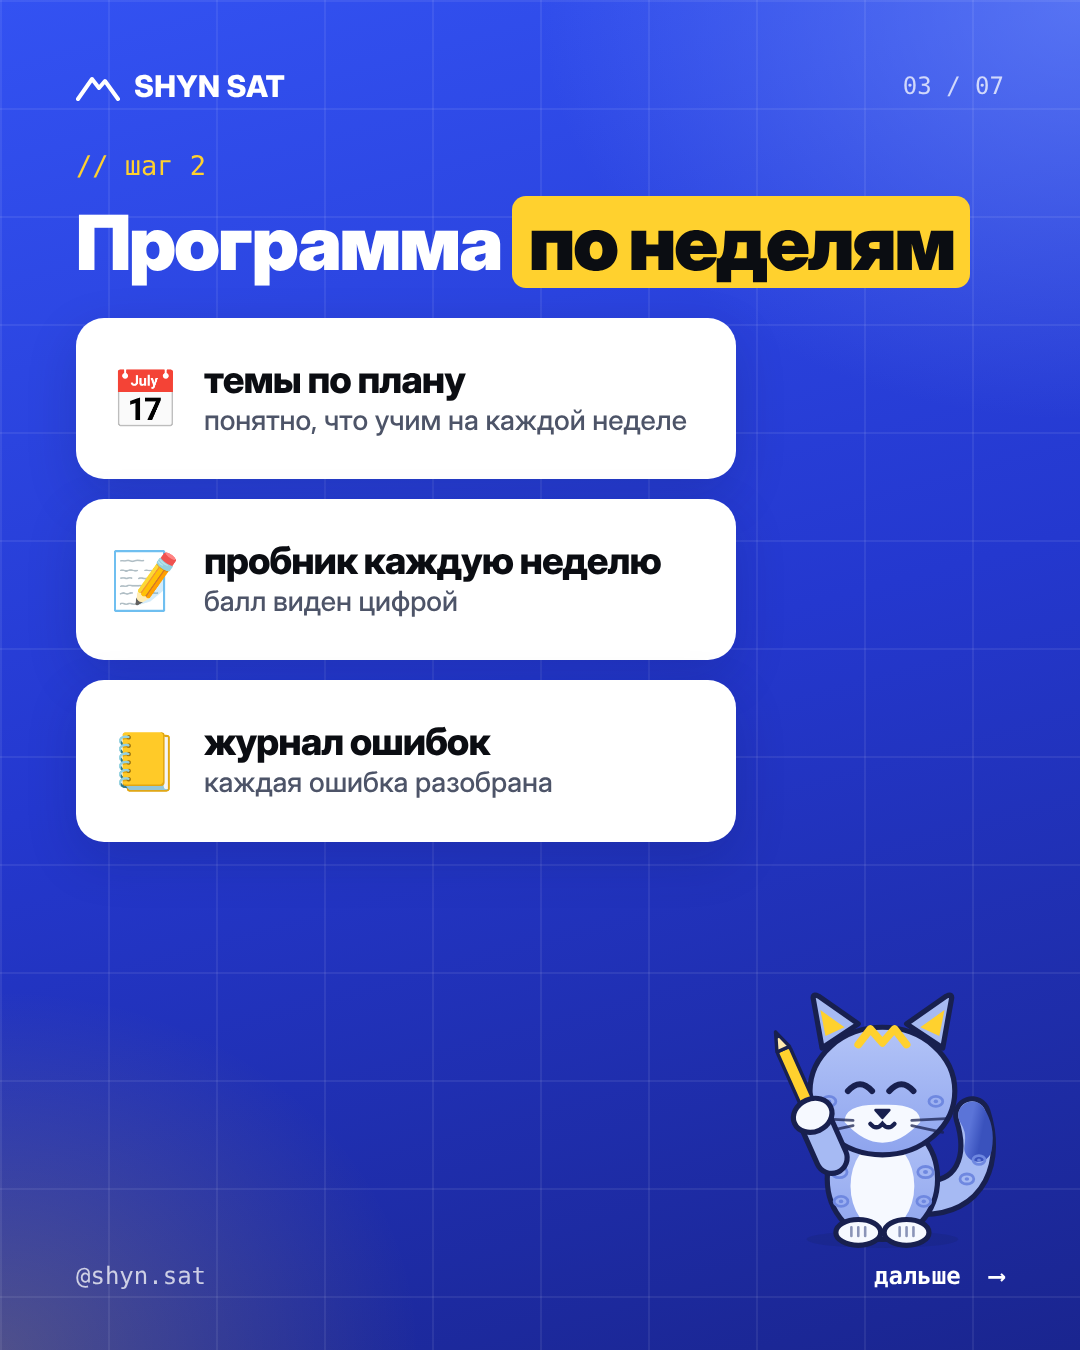 SHYN SAT
03 / 07
// шаг 2
Программа по неделям
July
17
темы по плану
понятно, что учим на каждой неделе
пробник каждую неделю
балл виден цифрой
журнал ошибок
каждая ошибка разобрана
@shyn.sat
дальше →